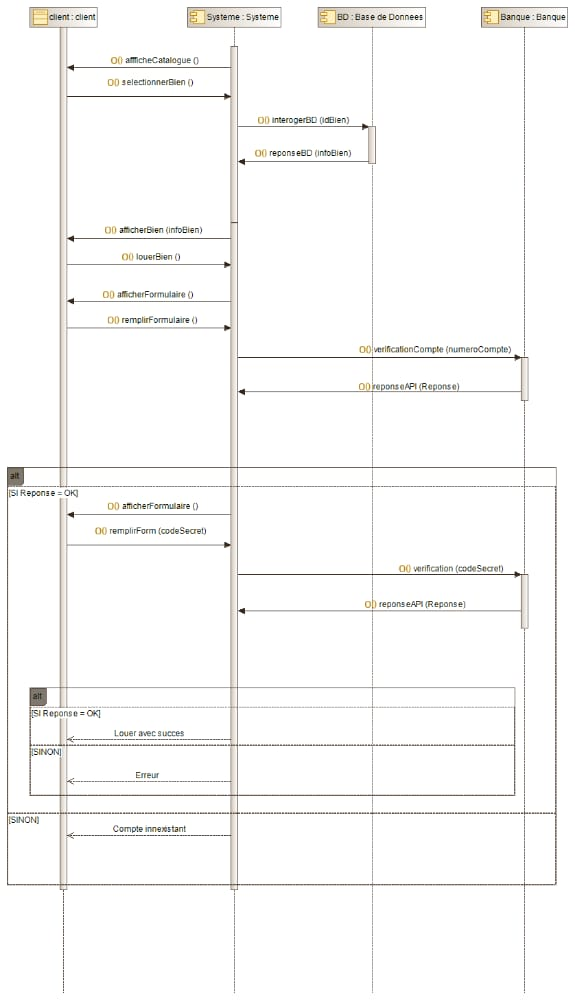 client : client
Systeme : Systeme
BD : Base de Donnees
Banque : Banque
O() affficheCatalogue ()
O() selectionnerBien ()
O() interogerBD (idBien)
O() reponseBD (infoBien)
O() afficherBien (infoBien)
O() louerBien ()
O() afficherFormulaire ()
O() remplirFormulaire ()
O() verificationCompte (numeroCompte)
O() reponseAPI (Reponse)
alt
[SI Reponse = OK]
O() afficherFormulaire ()
O() remplirForm (codeSecret)
O() verification (codeSecret)
O() reponseAPI (Reponse)
alt
[SI Reponse = OK]
Louer avec succes
[SINON]
Erreur
[SINON]
Compte innexistant